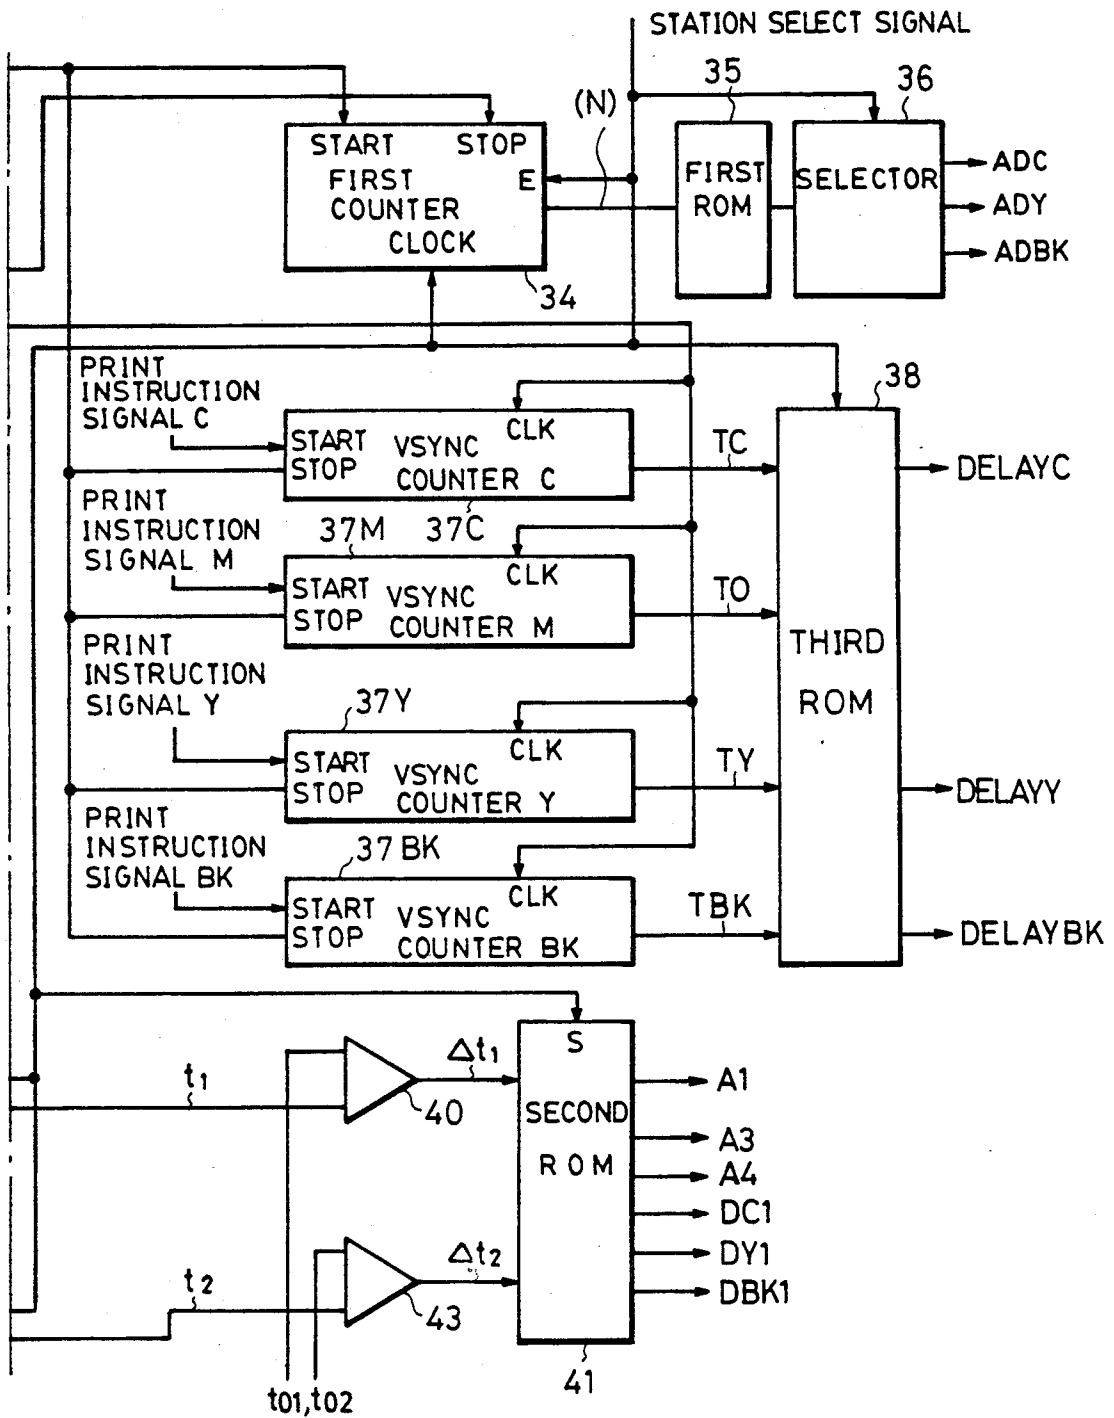 STATION SELECT SIGNAL
35
36
(N)
START STOP
E
FIRST
COUNTER
CLOCK
34
FIRST
ROM
SELECTOR
ADC
ADY
ADBK
PRINT
INSTRUCTION
SIGNAL C
START
STOP
CLK
VSYNC
COUNTER C
37C
TC
38
DELAYC
PRINT
INSTRUCTION
SIGNAL M
37M
START
STOP
CLK
VSYNC
COUNTER M
TO
THIRD
ROM
PRINT
INSTRUCTION
SIGNAL Y
37Y
START
STOP
CLK
VSYNC
COUNTER Y
TY
DELAYY
PRINT
INSTRUCTION
SIGNAL BK
37BK
START
STOP
CLK
VSYNC
COUNTER BK
TBK
DELAYBK
t1
40
Δt1
S
SECOND
ROM
A1
A3
A4
DC1
DY1
DBK1
t2
43
Δt2
41
t01,t02